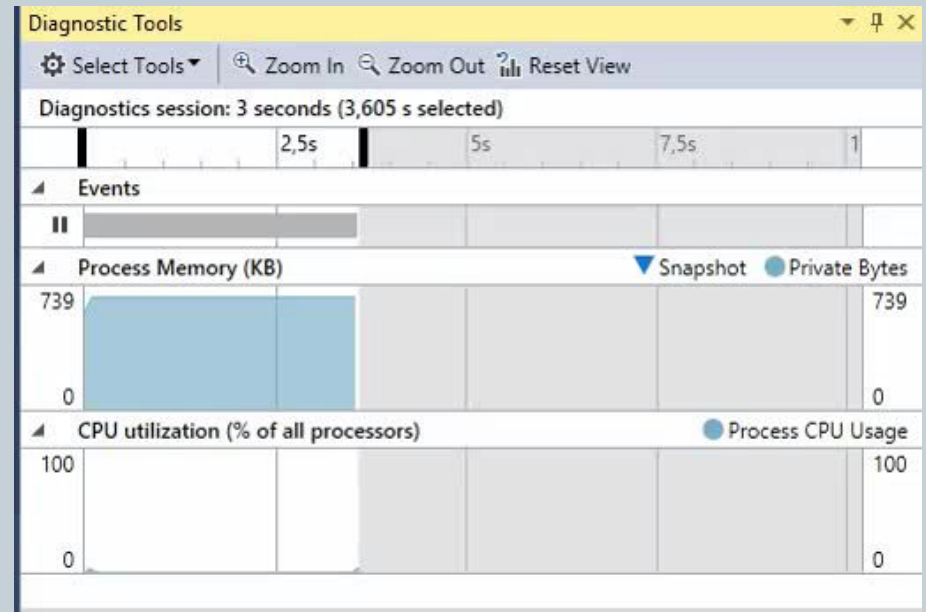 Diagnostic Tools
Select Tools Zoom In Zoom Out Reset View
Diagnostics session: 3 seconds (3,605 s selected)
2,5s 5s 7,5s 1
Events
Process Memory (KB) Snapshot Private Bytes
739 739
0 0
CPU utilization (% of all processors) Process CPU Usage
100 100
0 0